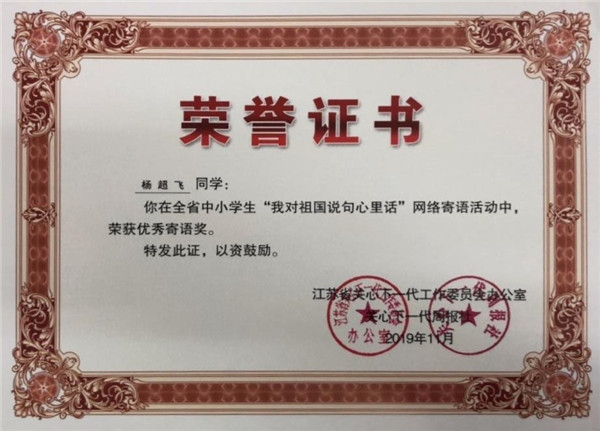 荣誉证书
杨超飞 同学：
你在全省中小学生“我对祖国说句心里话”网络寄语活动中，
荣获优秀寄语奖。
特发此证，以资鼓励。
江苏省关心下一代工作委员会办公室
关心下一代周报社
2019年11月
办公室